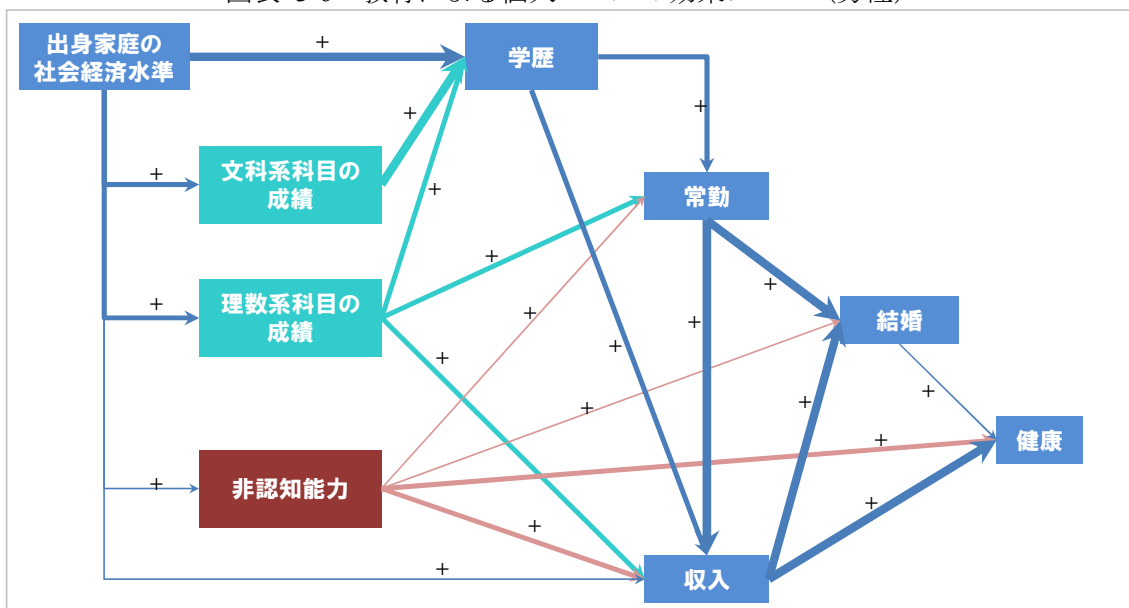 出身家庭の
社会経済水準
+
学歴
+
+
文科系科目の
成績
+
+
常勤
+
理数系科目の
成績
+
+
+
+
+
結婚
+
+
+
+
+
健康
非認知能力
+
+
+
+
収入